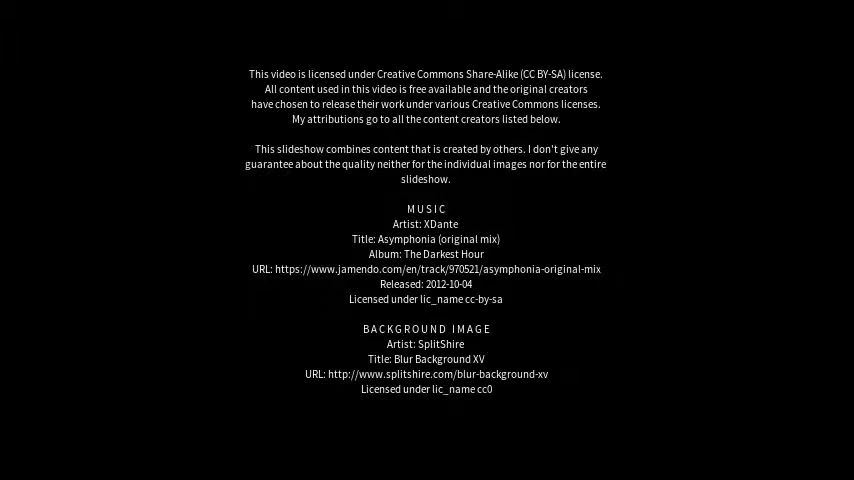 This video is licensed under Creative Commons Share-Alike (CC BY-SA) license.
All content used in this video is free available and the original creators
have chosen to release their work under various Creative Commons licenses.
My attributions go to all the content creators listed below.
This slideshow combines content that is created by others. I don't give any
guarantee about the quality neither for the individual images nor for the entire
slideshow.
MUSIC
Artist: XDante
Title: Asymphonia (original mix)
Album: The Darkest Hour
URL: https://www.jamendo.com/en/track/970521/asymphonia-original-mix
Released: 2012-10-04
Licensed under lic_name cc-by-sa
BACKGROUND IMAGE
Artist: SplitShire
Title: Blur Background XV
URL: http://www.splitshire.com/blur-background-xv
Licensed under lic_name cc0